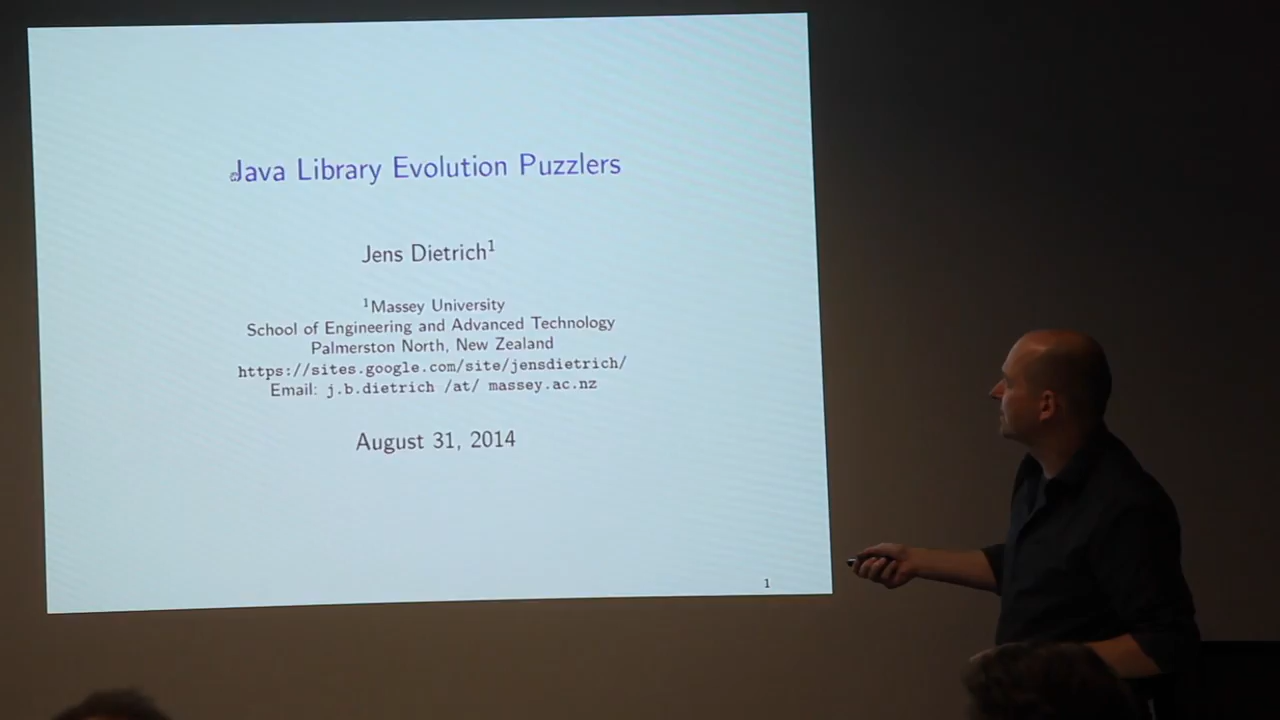 Java Library Evolution Puzzlers
Jens Dietrich¹
¹Massey University
School of Engineering and Advanced Technology
Palmerston North, New Zealand
https://sites.google.com/site/jensdietrich/
Email: j.b.dietrich /at/ massey.ac.nz
August 31, 2014
1